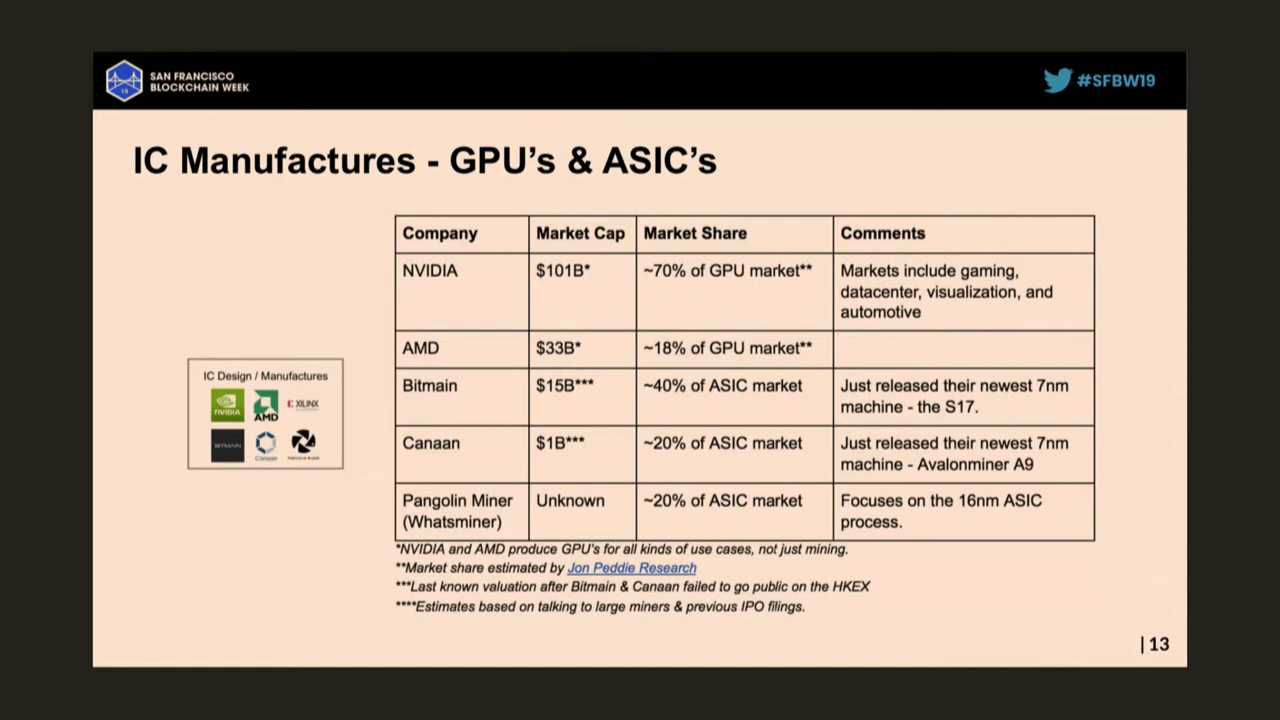 SAN FRANCISCO
BLOCKCHAIN WEEK
19
#SFBW19
IC Manufactures - GPU's & ASIC's
Company Market Cap Market Share Comments
NVIDIA $101B* ~70% of GPU market** Markets include gaming,
datacenter, visualization, and
automotive
AMD $33B* ~18% of GPU market**
Bitmain $15B*** ~40% of ASIC market Just released their newest 7nm
machine - the S17.
Canaan $1B*** ~20% of ASIC market Just released their newest 7nm
machine - Avalonminer A9
Pangolin Miner Unknown ~20% of ASIC market Focuses on the 16nm ASIC
(Whatsminer) process.
*NVIDIA and AMD produce GPU's for all kinds of use cases, not just mining.
**Market share estimated by Jon Peddie Research
***Last known valuation after Bitmain & Canaan failed to go public on the HKEX
****Estimates based on talking to large miners & previous IPO filings.
IC Design / Manufactures
NVIDIA AMD XILINX
BITMAIN Canaan
| 13